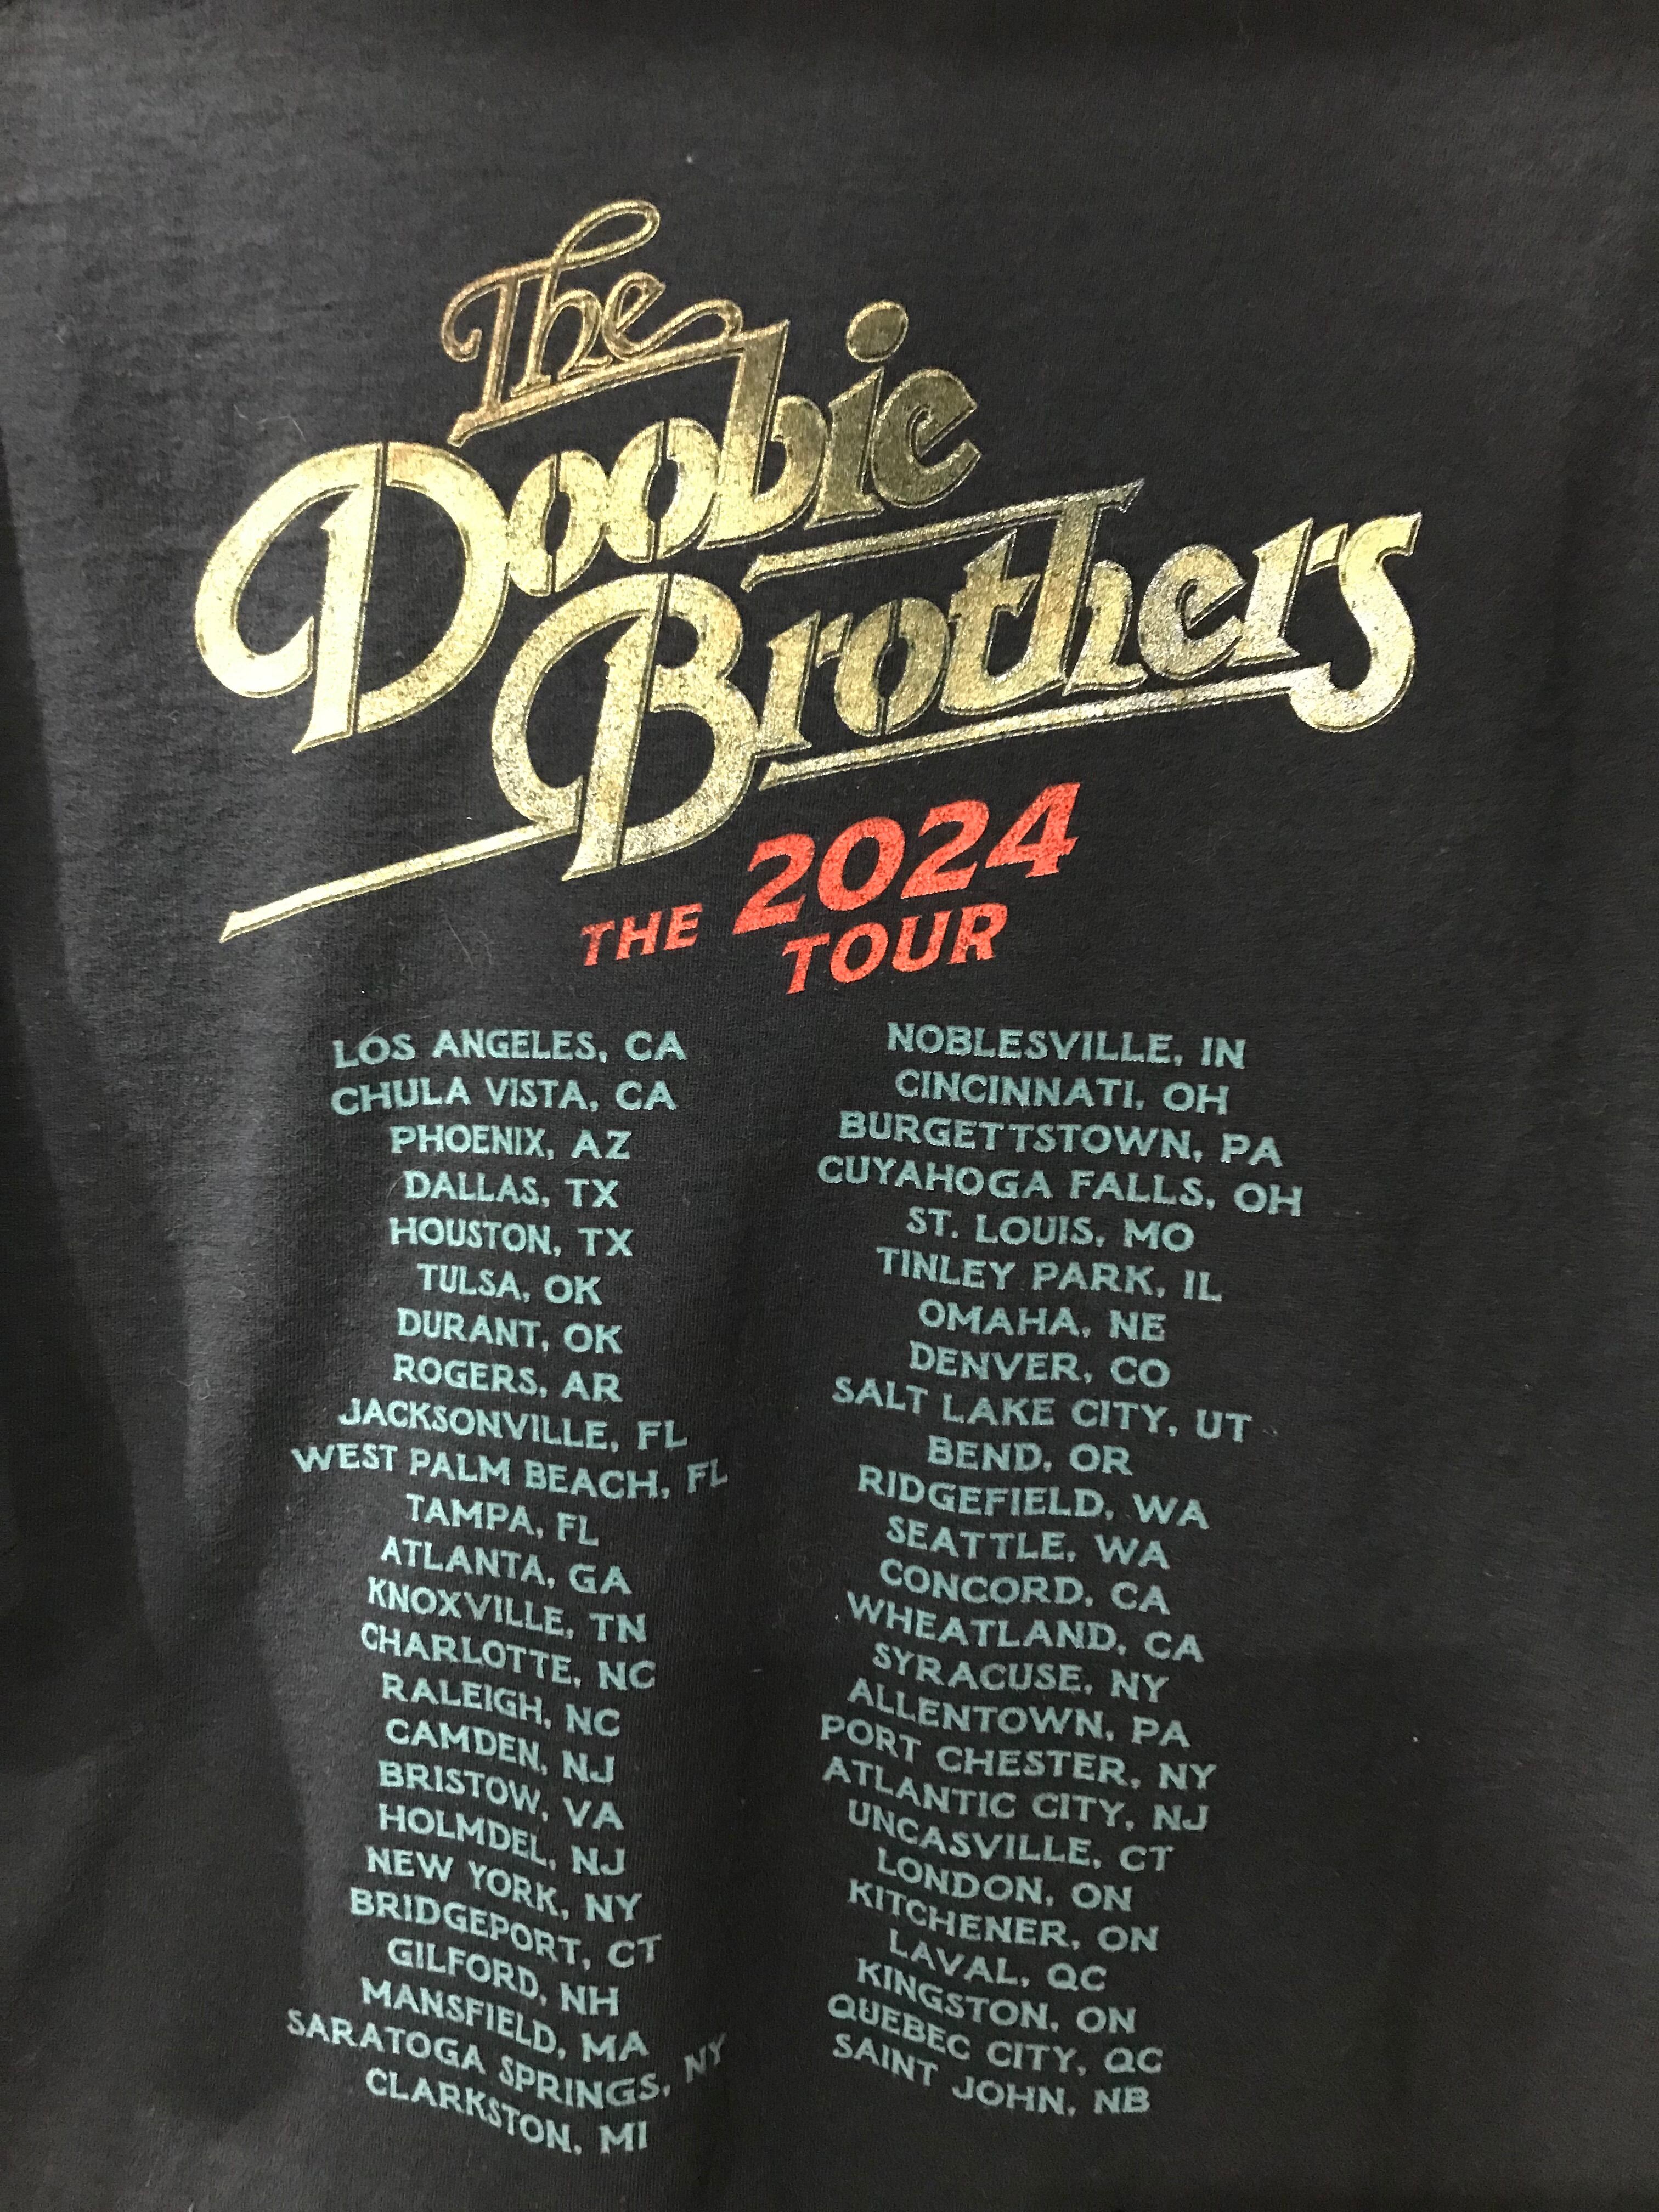 The
Doobie
Brothers
THE 2024
TOUR
LOS ANGELES, CA
CHULA VISTA, CA
PHOENIX, AZ
DALLAS, TX
HOUSTON, TX
TULSA, OK
DURANT, OK
ROGERS, AR
JACKSONVILLE, FL
WEST PALM BEACH, FL
TAMPA, FL
ATLANTA, GA
KNOXVILLE, TN
CHARLOTTE, NC
RALEIGH, NC
CAMDEN, NJ
BRISTOW, VA
HOLMDEL, NJ
NEW YORK, NY
BRIDGEPORT, CT
GILFORD, NH
MANSFIELD, MA
SARATOGA SPRINGS, NY
CLARKSTON, MI
NOBLESVILLE, IN
CINCINNATI, OH
BURGETTSTOWN, PA
CUYAHOGA FALLS, OH
ST. LOUIS, MO
TINLEY PARK, IL
OMAHA, NE
DENVER, CO
SALT LAKE CITY, UT
BEND, OR
RIDGEFIELD, WA
SEATTLE, WA
CONCORD, CA
WHEATLAND, CA
SYRACUSE, NY
ALLENTOWN, PA
PORT CHESTER, NY
ATLANTIC CITY, NJ
UNCASVILLE, CT
LONDON, ON
KITCHENER, ON
LAVAL, QC
KINGSTON, ON
QUEBEC CITY, QC
SAINT JOHN, NB